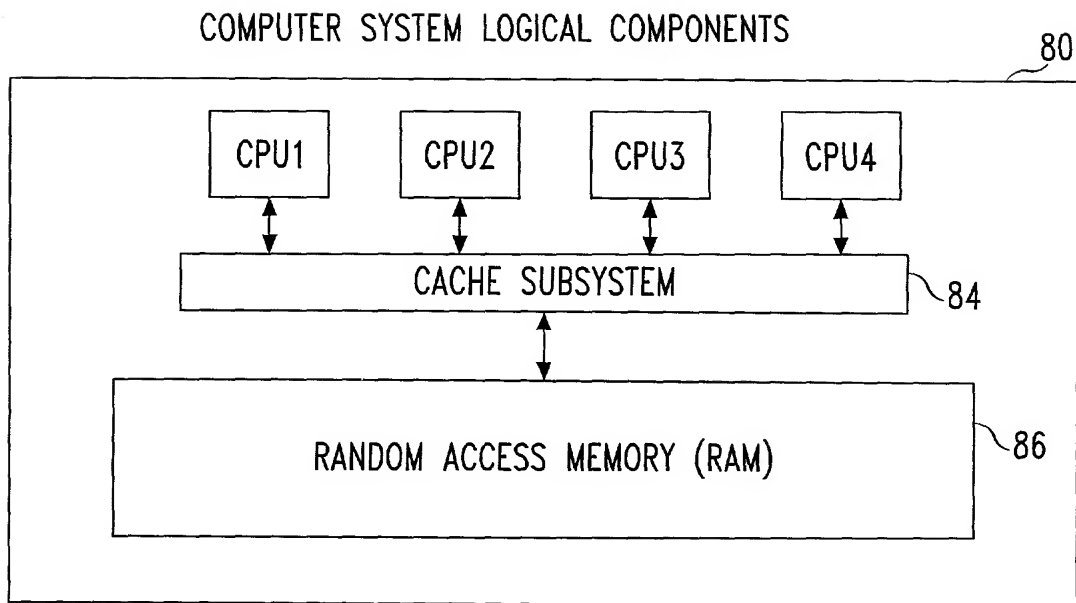 COMPUTER SYSTEM LOGICAL COMPONENTS
80
CPU1 CPU2 CPU3 CPU4
CACHE SUBSYSTEM
84
RANDOM ACCESS MEMORY (RAM)
86